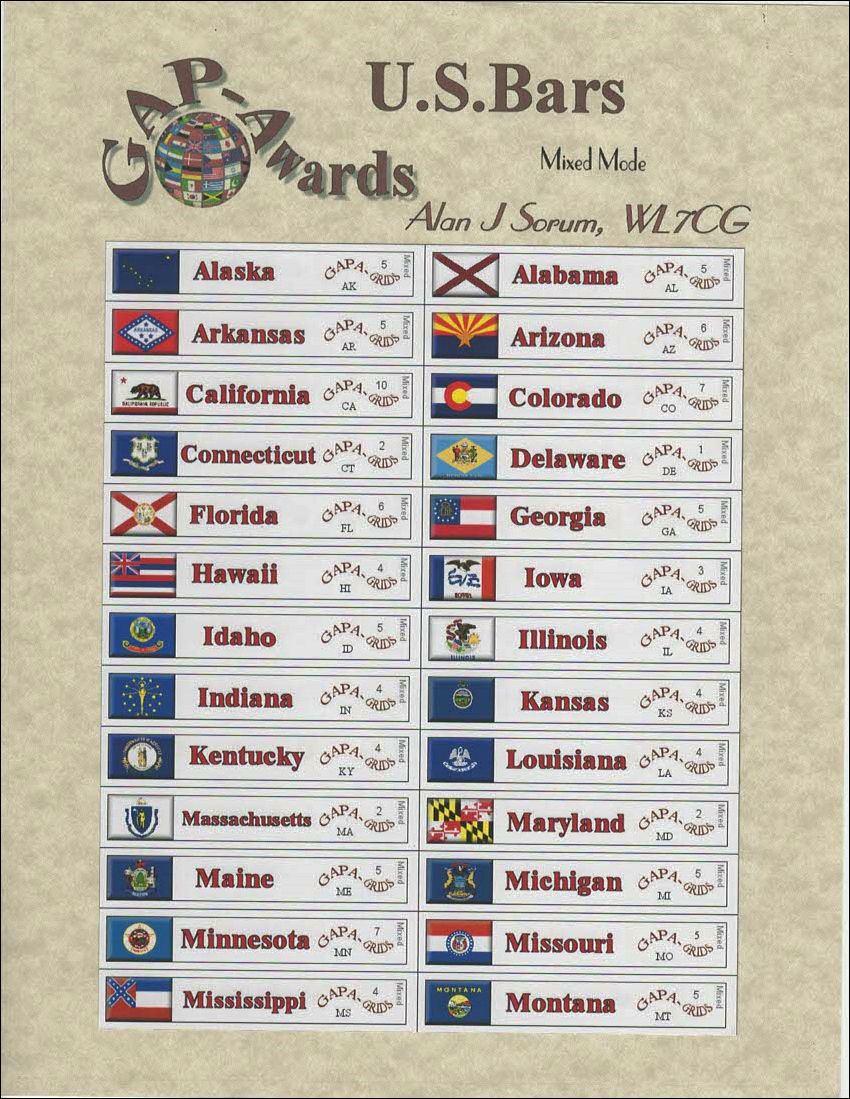 GAP-Awards
U.S.Bars
Mixed Mode
Alan J Sorum, WL7CG
Alaska GAPA-GRIDS 5 AK Mixed
Alabama GAPA-GRIDS 5 AL Mixed
ARKANSAS Arkansas GAPA-GRIDS 5 AR Mixed
Arizona GAPA-GRIDS 6 AZ Mixed
CALIFORNIA REPUBLIC California GAPA-GRIDS 10 CA Mixed
Colorado GAPA-GRIDS 7 CO Mixed
Connecticut GAPA-GRIDS 2 CT Mixed
Delaware GAPA-GRIDS 1 DE Mixed
Florida GAPA-GRIDS 6 FL Mixed
Georgia GAPA-GRIDS 5 GA Mixed
Hawaii GAPA-GRIDS 4 HI Mixed
IOWA Iowa GAPA-GRIDS 3 IA Mixed
Idaho GAPA-GRIDS 5 ID Mixed
ILLINOIS Illinois GAPA-GRIDS 4 IL Mixed
Indiana GAPA-GRIDS 4 IN Mixed
Kansas GAPA-GRIDS 4 KS Mixed
Kentucky GAPA-GRIDS 4 KY Mixed
Louisiana GAPA-GRIDS 4 LA Mixed
Massachusetts GAPA-GRIDS 2 MA Mixed
Maryland GAPA-GRIDS 2 MD Mixed
Maine GAPA-GRIDS 5 ME Mixed
Michigan GAPA-GRIDS 5 MI Mixed
Minnesota GAPA-GRIDS 7 MN Mixed
Missouri GAPA-GRIDS 5 MO Mixed
Mississippi GAPA-GRIDS 4 MS Mixed
MONTANA Montana GAPA-GRIDS 5 MT Mixed